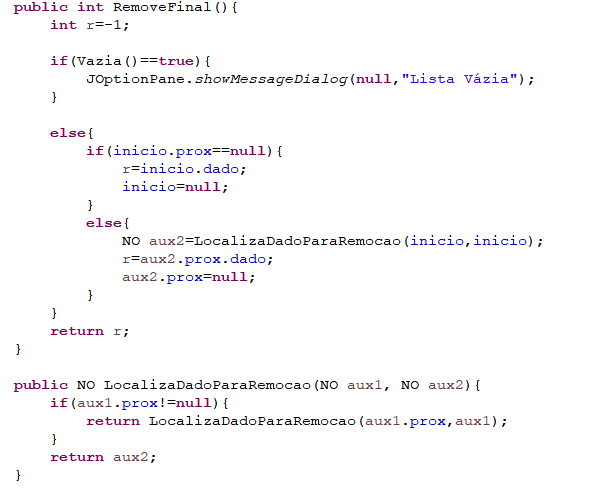 public int RemoveFinal(){
    int r=-1;

    if(Vazia()==true){
        JOptionPane.showMessageDialog(null,"Lista Vázia");
    }

    else{
        if(inicio.prox==null){
            r=inicio.dado;
            inicio=null;
        }
        else{
            NO aux2=LocalizaDadoParaRemocao(inicio,inicio);
            r=aux2.prox.dado;
            aux2.prox=null;
        }
    }
    return r;
}

public NO LocalizaDadoParaRemocao(NO aux1, NO aux2){
    if(aux1.prox!=null){
        return LocalizaDadoParaRemocao(aux1.prox,aux1);
    }
    return aux2;
}